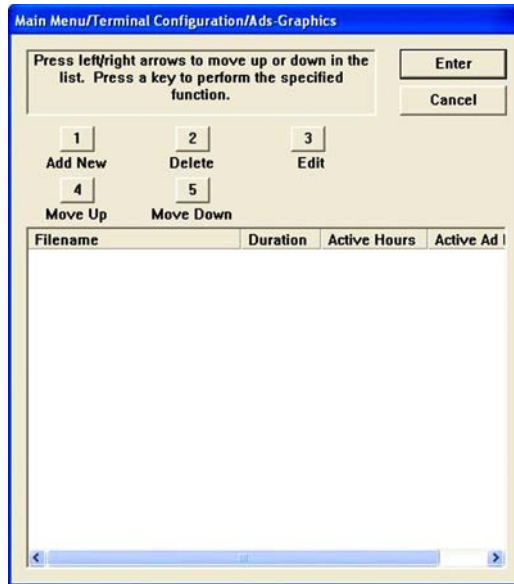 Main Menu/Terminal Configuration/Ads-Graphics
Press left/right arrows to move up or down in the
list. Press a key to perform the specified
function.
Enter
Cancel
1 2 3
Add New Delete Edit
4 5
Move Up Move Down
Filename Duration Active Hours Active Ad